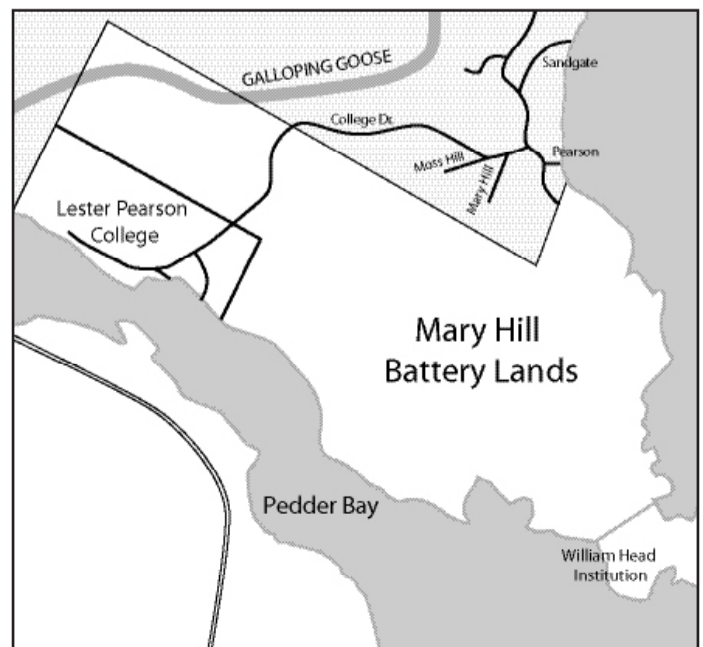 GALLOPING GOOSE
Sandgate
College Dr.
Moss Hill
Pearson
Mary Hill
Lester Pearson
College
Mary Hill
Battery Lands
Pedder Bay
William Head
Institution